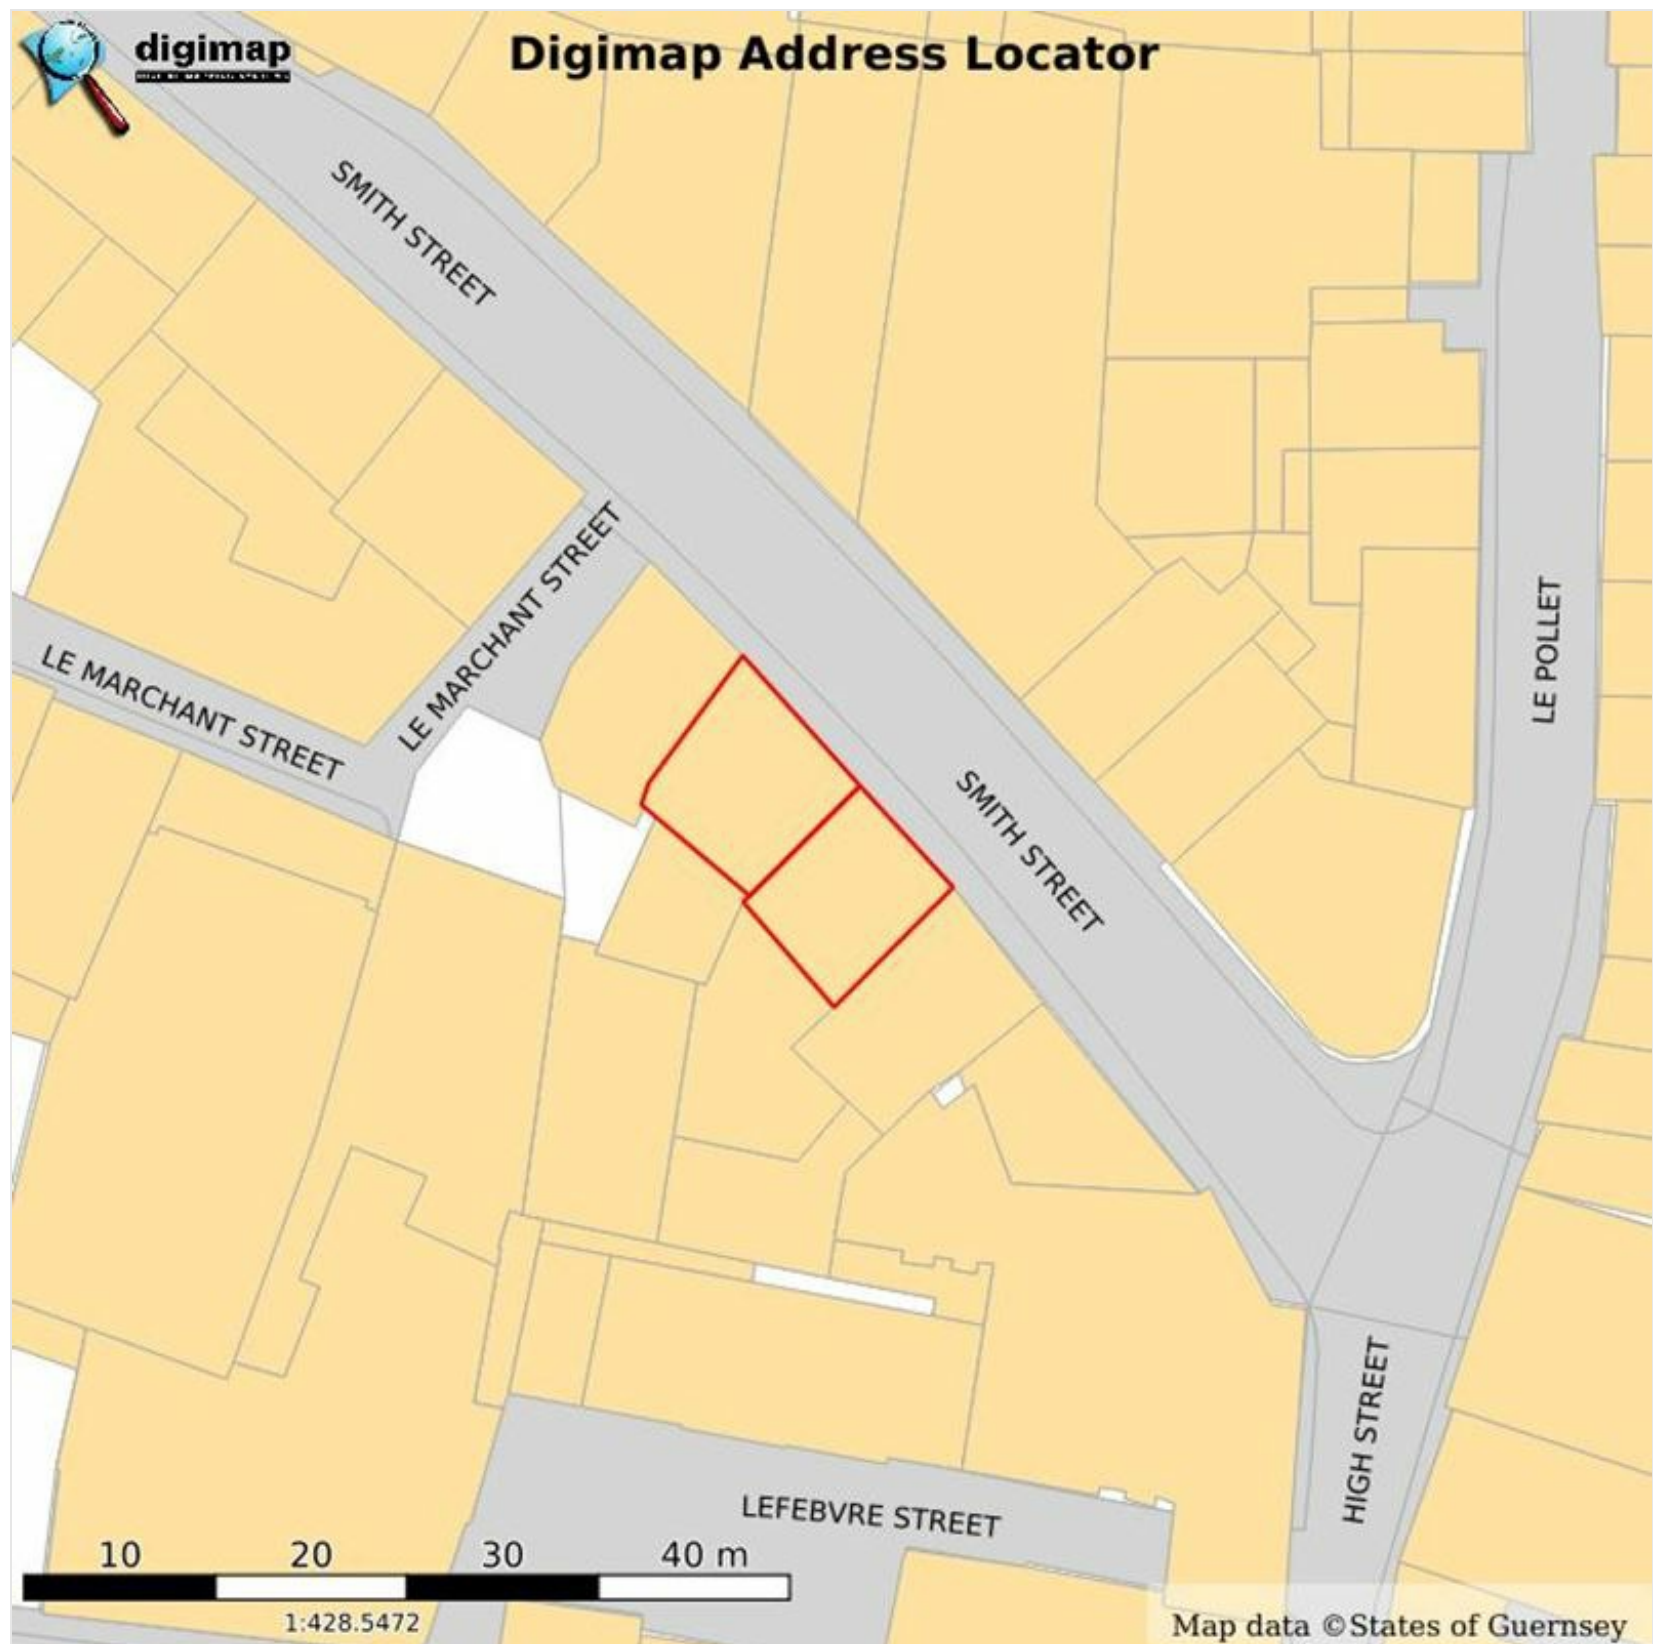 digimap
Digimap Address Locator
SMITH STREET
LE MARCHANT STREET
LE MARCHANT STREET
LE POLLET
SMITH STREET
HIGH STREET
LEFEBVRE STREET
10 20 30 40 m
1:428.5472
Map data ©States of Guernsey